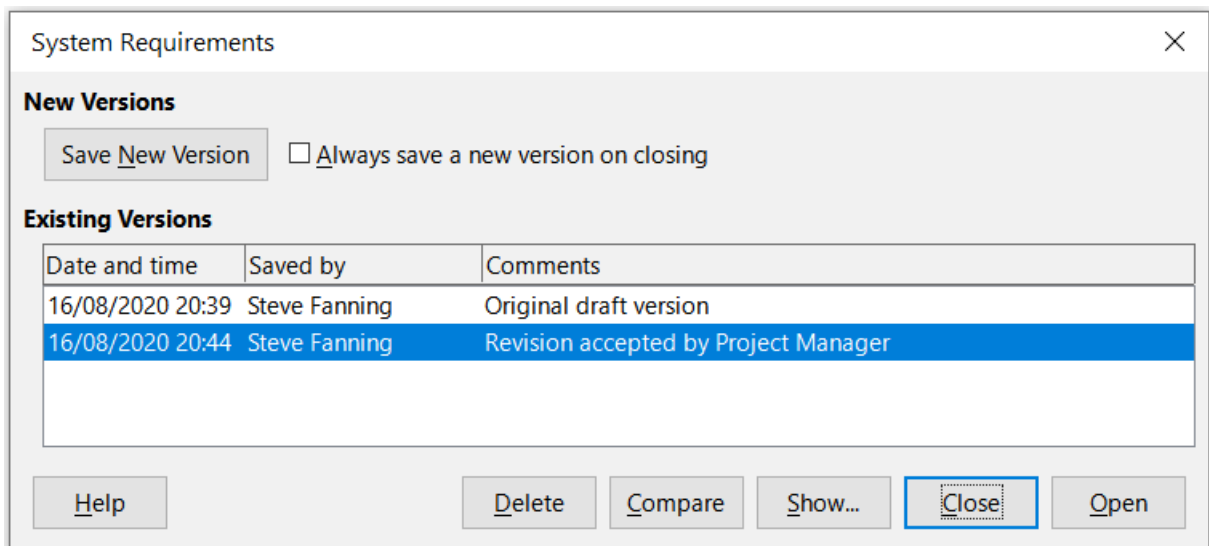 System Requirements
New Versions
Save New Version Always save a new version on closing
Existing Versions
Date and time Saved by Comments
16/08/2020 20:39 Steve Fanning Original draft version
16/08/2020 20:44 Steve Fanning Revision accepted by Project Manager
Help Delete Compare Show... Close Open